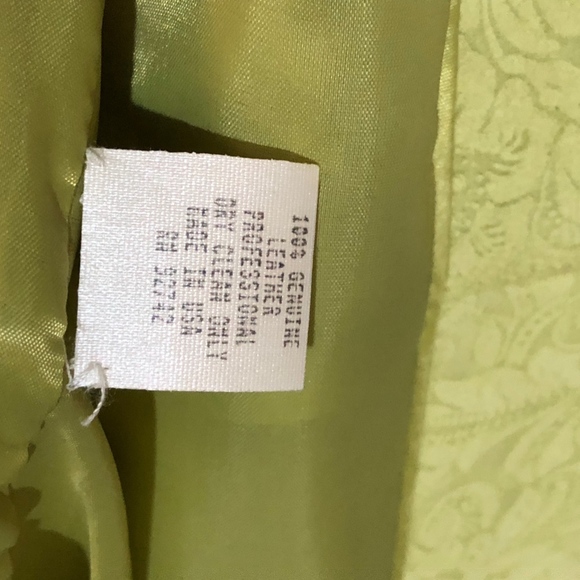 100% GENUINE
LEATHER
PROFESSIONAL
DRY CLEAN ONLY
MADE IN USA
RN 92742